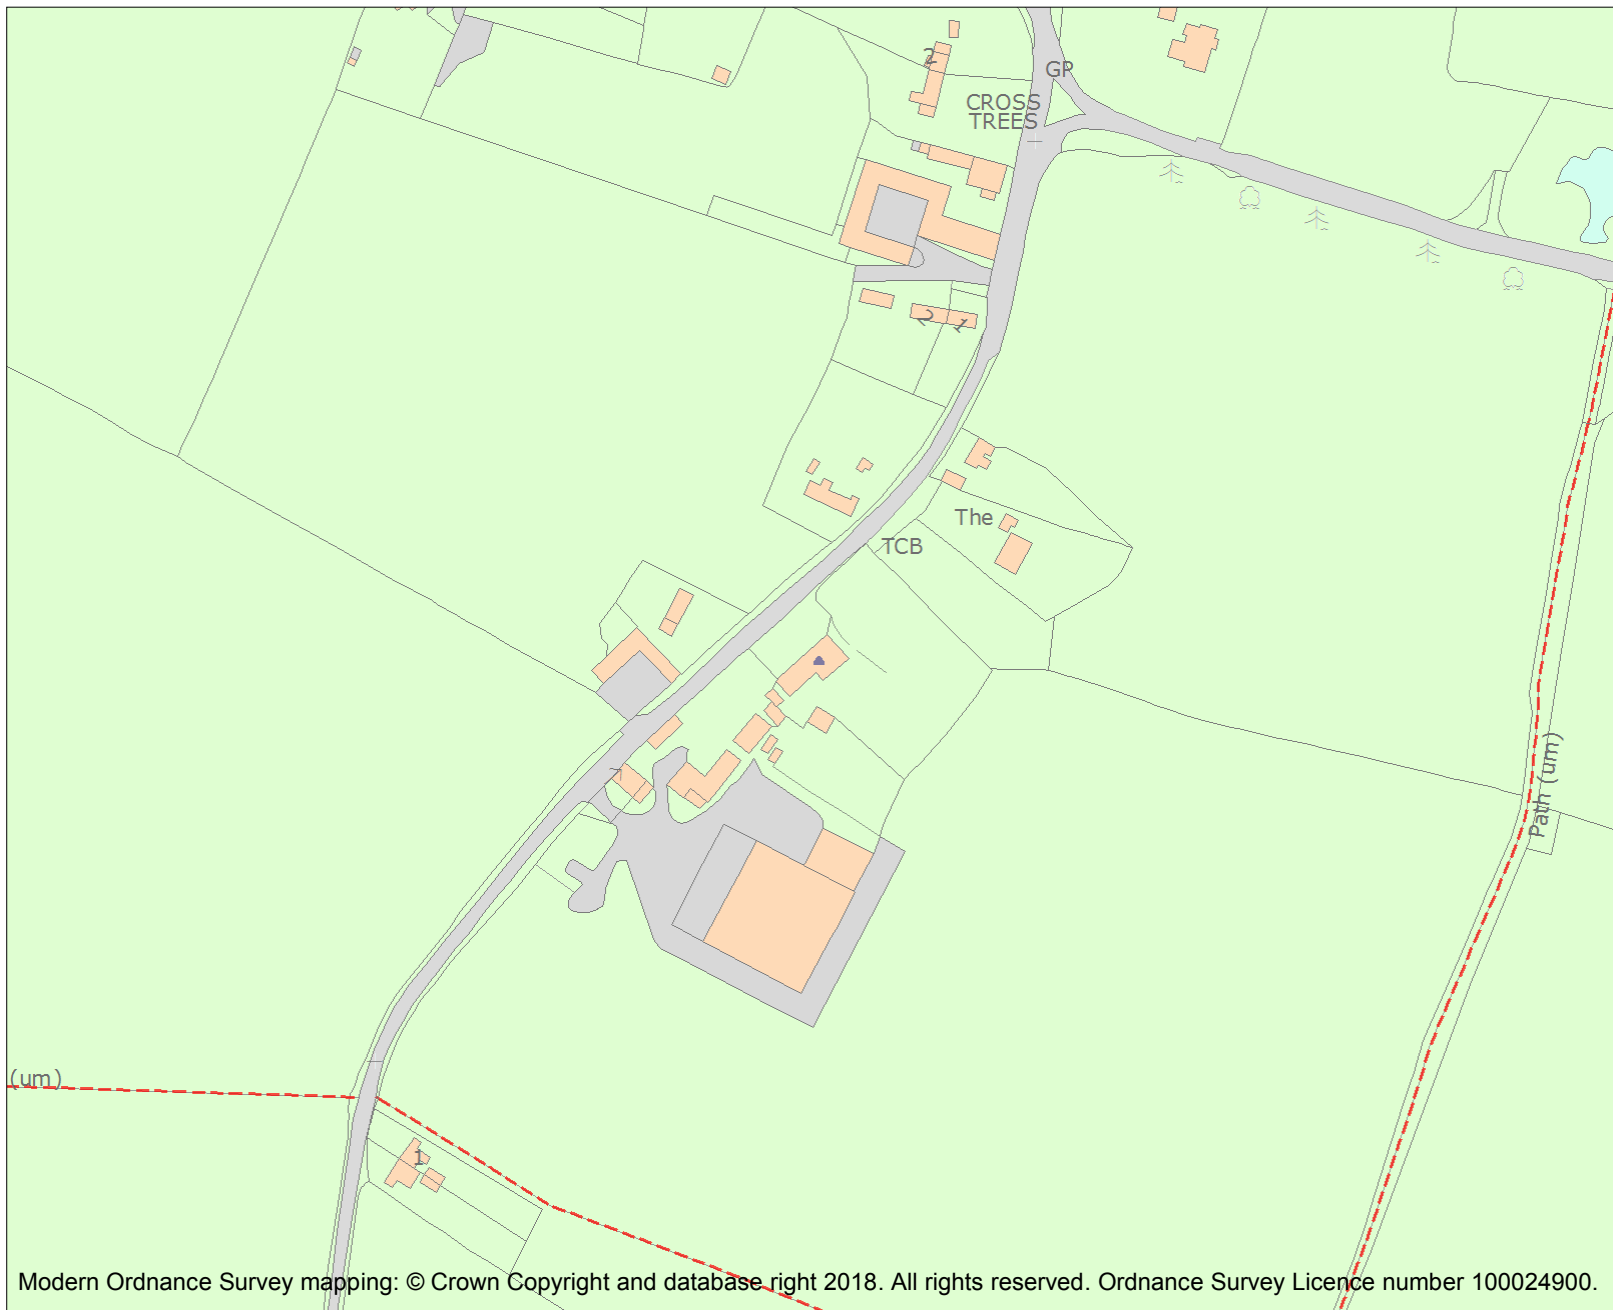 2
GP
CROSS
TREES
2 1
The
TCB
Path (um)
1
(um)
1
Modern Ordnance Survey mapping: © Crown Copyright and database right 2018. All rights reserved. Ordnance Survey Licence number 100024900.